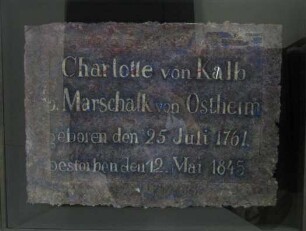 Charlotte von Kalb
Marschalk von Ostheim
geboren den 25 Juli 1761
gestorben den 12. Mai 1843